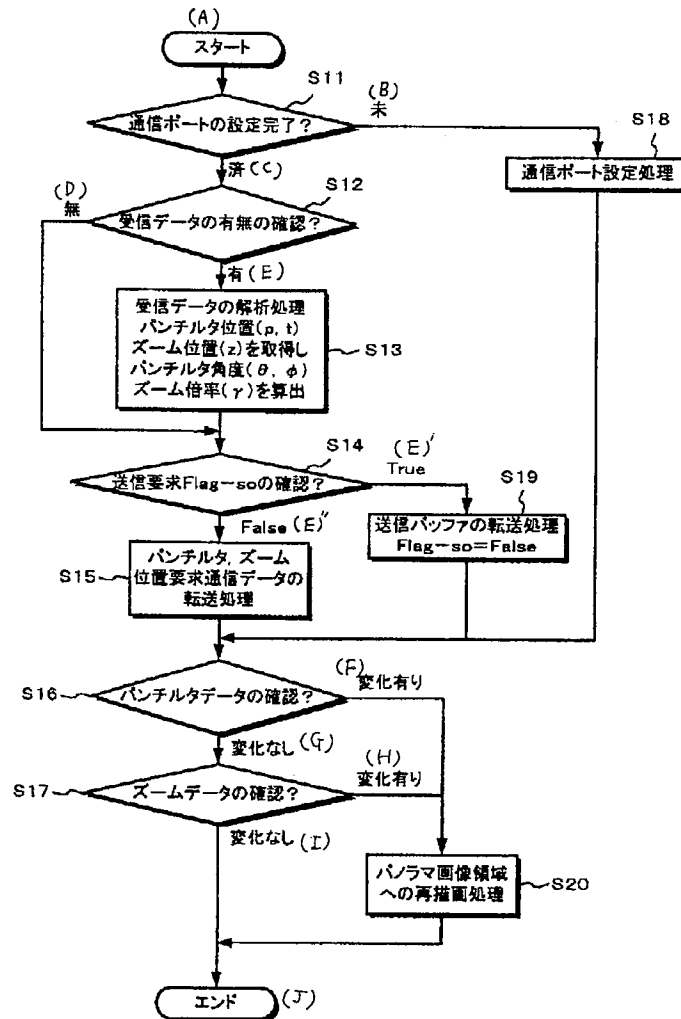 (A)
スタート
S11
通信ポートの設定完了?
(B)
未
S18
通信ポート設定処理
済(C)
(D)
無
S12
受信データの有無の確認?
有(E)
受信データの解析処理
パンチルタ位置(p, t)
ズーム位置(z)を取得し
パンチルタ角度(θ, φ)
ズーム倍率(γ)を算出
S13
S14
送信要求Flag-soの確認?
(E)'
True
S19
送信バッファの転送処理
Flag-so=False
False (E)"
S15
パンチルタ, ズーム
位置要求通信データの
転送処理
S16
パンチルタデータの確認?
(F)
変化有り
変化なし (G)
S17
ズームデータの確認?
(H)
変化有り
変化なし (I)
パノラマ画像領域
への再描画処理
S20
エンド
(J)